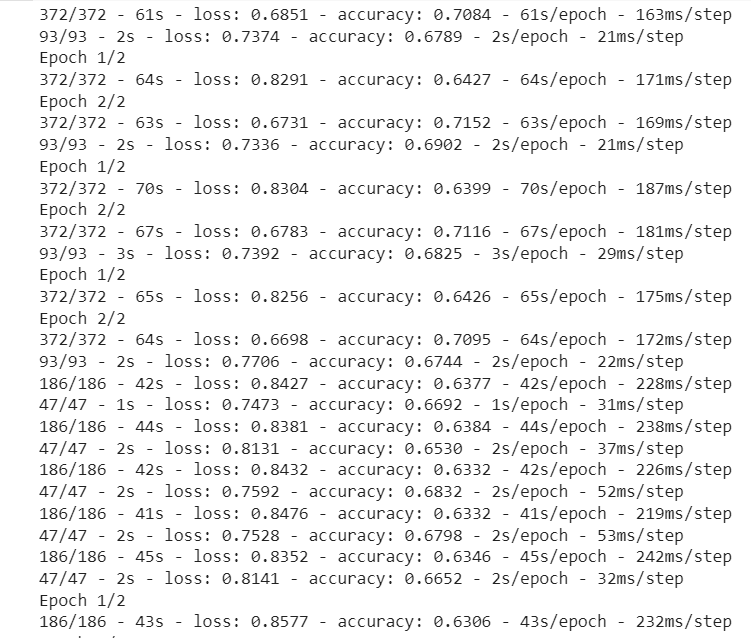 372/372 - 61s - loss: 0.6851 - accuracy: 0.7084 - 61s/epoch - 163ms/step
93/93 - 2s - loss: 0.7374 - accuracy: 0.6789 - 2s/epoch - 21ms/step
Epoch 1/2
372/372 - 64s - loss: 0.8291 - accuracy: 0.6427 - 64s/epoch - 171ms/step
Epoch 2/2
372/372 - 63s - loss: 0.6731 - accuracy: 0.7152 - 63s/epoch - 169ms/step
93/93 - 2s - loss: 0.7336 - accuracy: 0.6902 - 2s/epoch - 21ms/step
Epoch 1/2
372/372 - 70s - loss: 0.8304 - accuracy: 0.6399 - 70s/epoch - 187ms/step
Epoch 2/2
372/372 - 67s - loss: 0.6783 - accuracy: 0.7116 - 67s/epoch - 181ms/step
93/93 - 3s - loss: 0.7392 - accuracy: 0.6825 - 3s/epoch - 29ms/step
Epoch 1/2
372/372 - 65s - loss: 0.8256 - accuracy: 0.6426 - 65s/epoch - 175ms/step
Epoch 2/2
372/372 - 64s - loss: 0.6698 - accuracy: 0.7095 - 64s/epoch - 172ms/step
93/93 - 2s - loss: 0.7706 - accuracy: 0.6744 - 2s/epoch - 22ms/step
186/186 - 42s - loss: 0.8427 - accuracy: 0.6377 - 42s/epoch - 228ms/step
47/47 - 1s - loss: 0.7473 - accuracy: 0.6692 - 1s/epoch - 31ms/step
186/186 - 44s - loss: 0.8381 - accuracy: 0.6384 - 44s/epoch - 238ms/step
47/47 - 2s - loss: 0.8131 - accuracy: 0.6530 - 2s/epoch - 37ms/step
186/186 - 42s - loss: 0.8432 - accuracy: 0.6332 - 42s/epoch - 226ms/step
47/47 - 2s - loss: 0.7592 - accuracy: 0.6832 - 2s/epoch - 52ms/step
186/186 - 41s - loss: 0.8476 - accuracy: 0.6332 - 41s/epoch - 219ms/step
47/47 - 2s - loss: 0.7528 - accuracy: 0.6798 - 2s/epoch - 53ms/step
186/186 - 45s - loss: 0.8352 - accuracy: 0.6346 - 45s/epoch - 242ms/step
47/47 - 2s - loss: 0.8141 - accuracy: 0.6652 - 2s/epoch - 32ms/step
Epoch 1/2
186/186 - 43s - loss: 0.8577 - accuracy: 0.6306 - 43s/epoch - 232ms/step